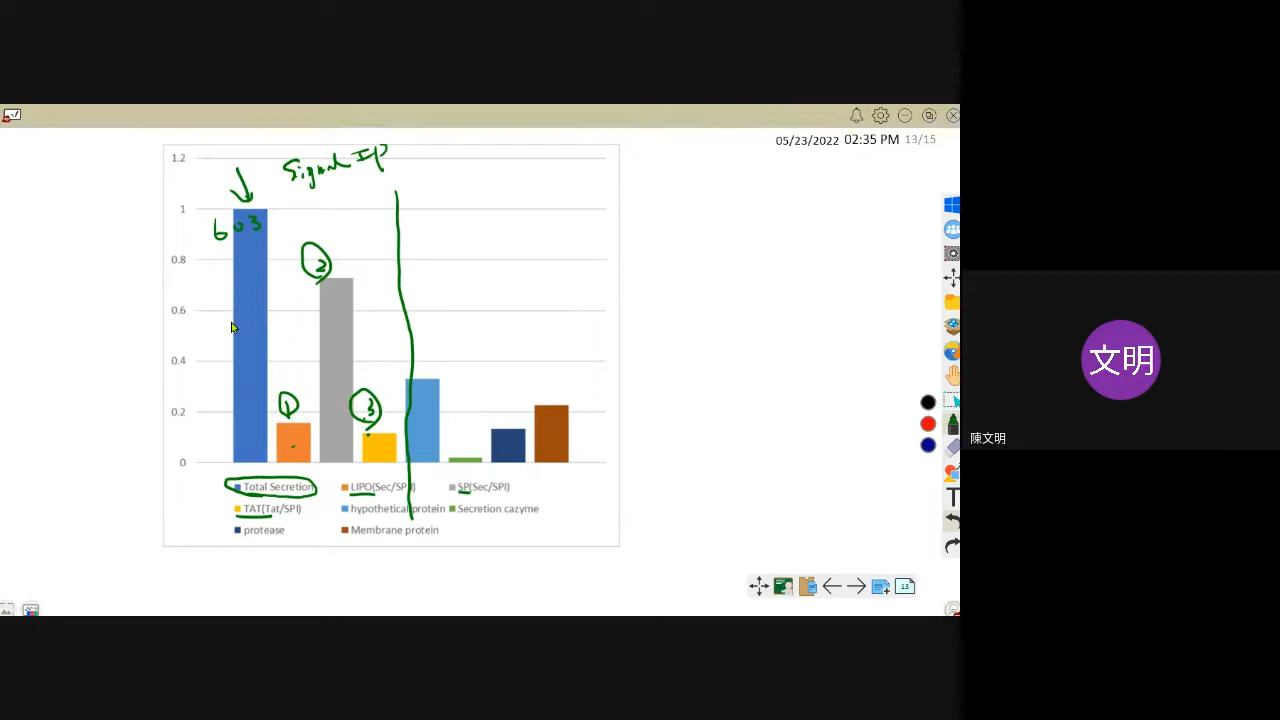 05/23/2022 02:35 PM 13/15
1.2
Signal IP
1
603
0.8
2
0.6
0.4
1
3
0.2
0
Total Secretion LIPO(Sec/SPI) SP(Sec/SPI)
TAT(Tat/SPI) hypothetical protein Secretion cazyme
protease Membrane protein
13
文明
陳文明